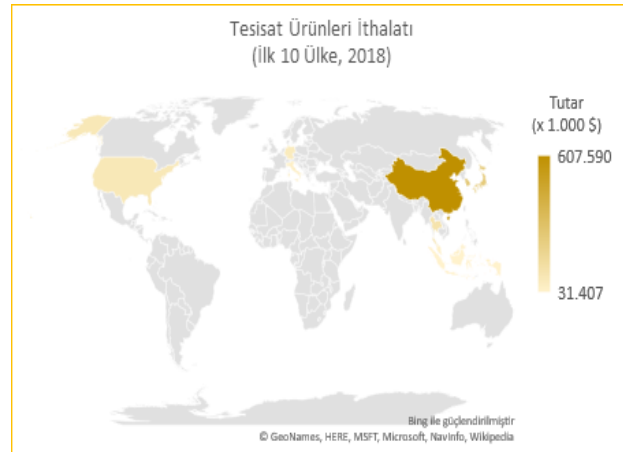 Tesisat Ürünleri İthalatı
(İlk 10 Ülke, 2018)
Tutar
(x 1.000 $)
607.590
31.407
Bing ile güçlendirilmiştir
© GeoNames, HERE, MSFT, Microsoft, NavInfo, Wikipedia